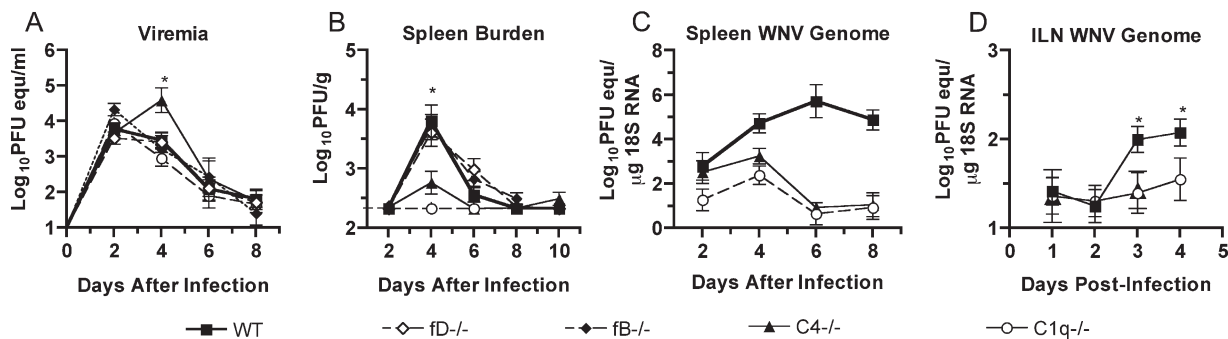 A
Viremia
Log10PFU equ/ml
5
4
3
2
1
0 2 4 6 8
*
Days After Infection
B
Spleen Burden
Log10PFU/g
5
4
3
2
2 4 6 8 10
*
Days After Infection
C
Spleen WNV Genome
Log10PFU equ/
µg 18S RNA
8
6
4
2
0
2 4 6 8
Days After Infection
D
ILN WNV Genome
Log10PFU equ/
µg 18S RNA
3
2
1
0 1 2 3 4 5
* *
Days Post-Infection
WT fD-/- fB-/- C4-/- C1q-/-